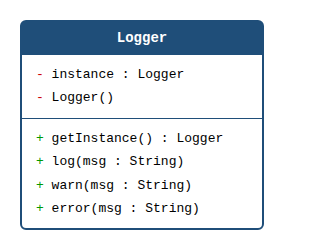 Logger
- instance : Logger
- Logger()
+ getInstance() : Logger
+ log(msg : String)
+ warn(msg : String)
+ error(msg : String)